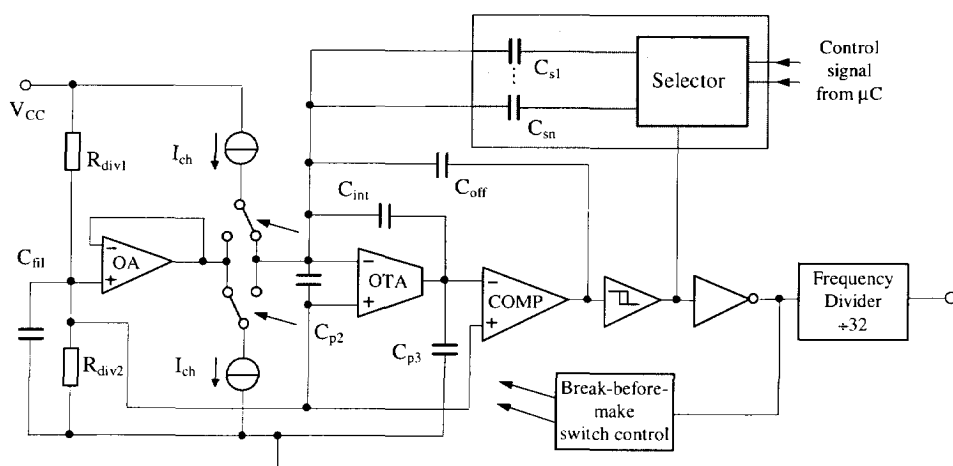 C_s1
Selector
Control
signal
from μC
V_CC
C_sn
R_div1
I_ch
C_off
C_int
C_fil
−
OA
+
−
OTA
+
−
COMP
+
Frequency
Divider
÷32
C_p2
C_p3
R_div2
I_ch
Break-before-
make
switch control